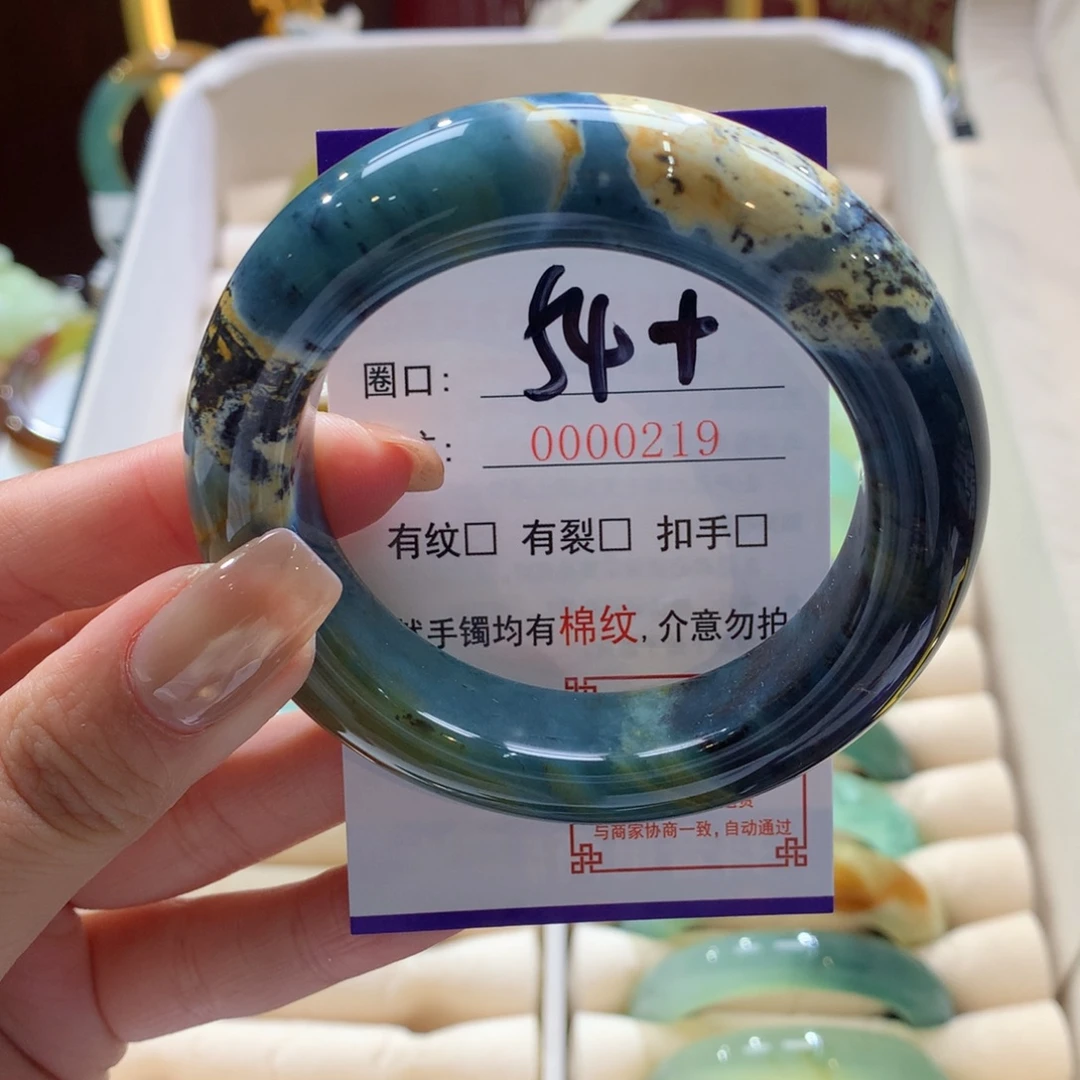 圈口: 54+
: 0000219
有纹□ 有裂□ 扣手□
手镯均有棉纹,介意勿拍
与商家协商一致,自动通过